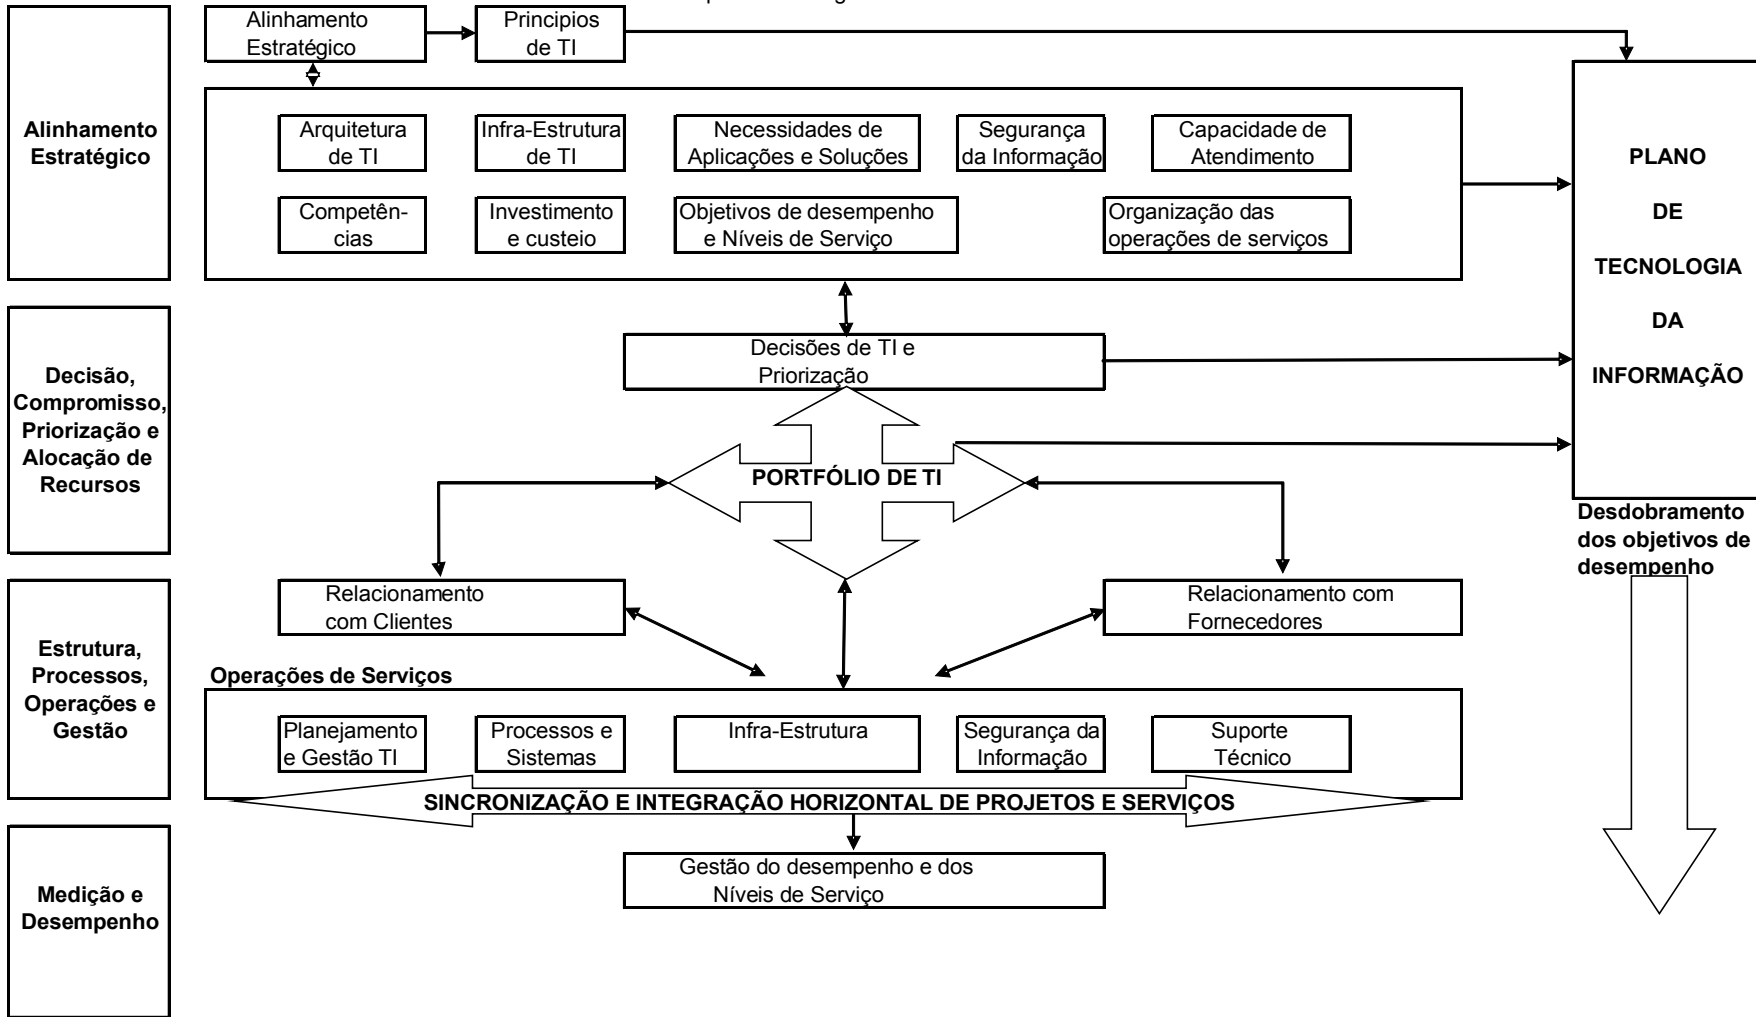 Alinhamento
Estratégico
Principios
de TI
Alinhamento
Estratégico
Arquitetura
de TI
Infra-Estrutura
de TI
Necessidades de
Aplicações e Soluções
Segurança
da Informação
Capacidade de
Atendimento
Competên-
cias
Investimento
e custeio
Objetivos de desempenho
e Níveis de Serviço
Organização das
operações de serviços
PLANO
DE
TECNOLOGIA
DA
INFORMAÇÃO
Decisão,
Compromisso,
Priorização e
Alocação de
Recursos
Decisões de TI e
Priorização
PORTFÓLIO DE TI
Desdobramento
dos objetivos de
desempenho
Estrutura,
Processos,
Operações e
Gestão
Relacionamento
com Clientes
Relacionamento com
Fornecedores
Operações de Serviços
Planejamento
e Gestão TI
Processos e
Sistemas
Infra-Estrutura
Segurança da
Informação
Suporte
Técnico
SINCRONIZAÇÃO E INTEGRAÇÃO HORIZONTAL DE PROJETOS E SERVIÇOS
Medição e
Desempenho
Gestão do desempenho e dos
Níveis de Serviço